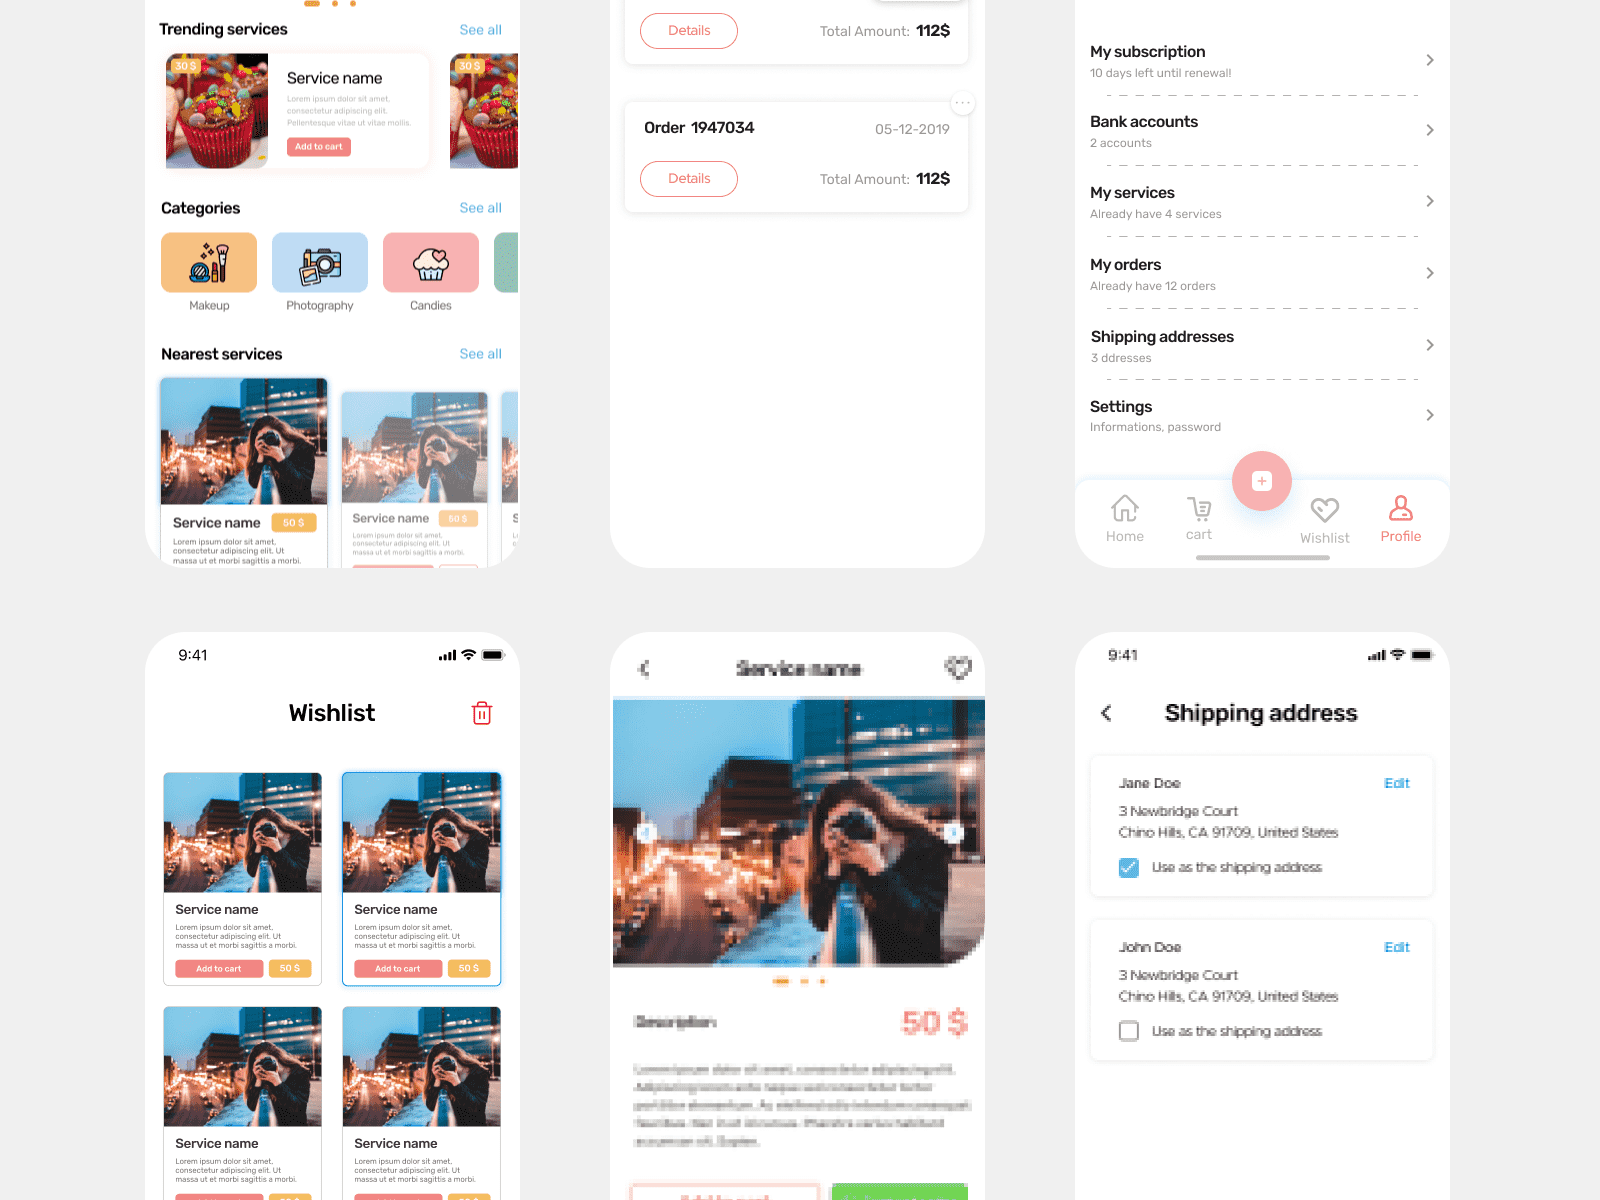 Trending services
See all
30 $
Service name
Lorem ipsum dolor sit amet,
consectetur adipiscing elit.
Pellentesque vitae ut vitae mollis.
Add to cart
30 $
Categories
See all
Makeup
Photography
Candies
Nearest services
See all
Service name
50 $
Lorem ipsum dolor sit amet,
consectetur adipiscing elit. Ut
massa ut et morbi sagittis a morbi.
Service name
50 $
Lorem ipsum dolor sit amet,
consectetur adipiscing elit. Ut
massa ut et morbi sagittis a morbi.
S
Details
Total Amount: 112$
Order 1947034
05-12-2019
Details
Total Amount: 112$
My subscription
10 days left until renewal!
Bank accounts
2 accounts
My services
Already have 4 services
My orders
Already have 12 orders
Shipping addresses
3 ddresses
Settings
Informations, password
Home
cart
Wishlist
Profile
9:41
Wishlist
Service name
Lorem ipsum dolor sit amet,
consectetur adipiscing elit. Ut
massa ut et morbi sagittis a morbi.
Add to cart
50 $
Service name
Lorem ipsum dolor sit amet,
consectetur adipiscing elit. Ut
massa ut et morbi sagittis a morbi.
Add to cart
50 $
Service name
Lorem ipsum dolor sit amet,
consectetur adipiscing elit. Ut
massa ut et morbi sagittis a morbi.
Service name
Lorem ipsum dolor sit amet,
consectetur adipiscing elit. Ut
massa ut et morbi sagittis a morbi.
Service name
Description
50 $
Lorem ipsum dolor sit amet, consectetur adipiscing elit.
9:41
Shipping address
Jane Doe
Edit
3 Newbridge Court
Chino Hills, CA 91709, United States
Use as the shipping address
John Doe
Edit
3 Newbridge Court
Chino Hills, CA 91709, United States
Use as the shipping address